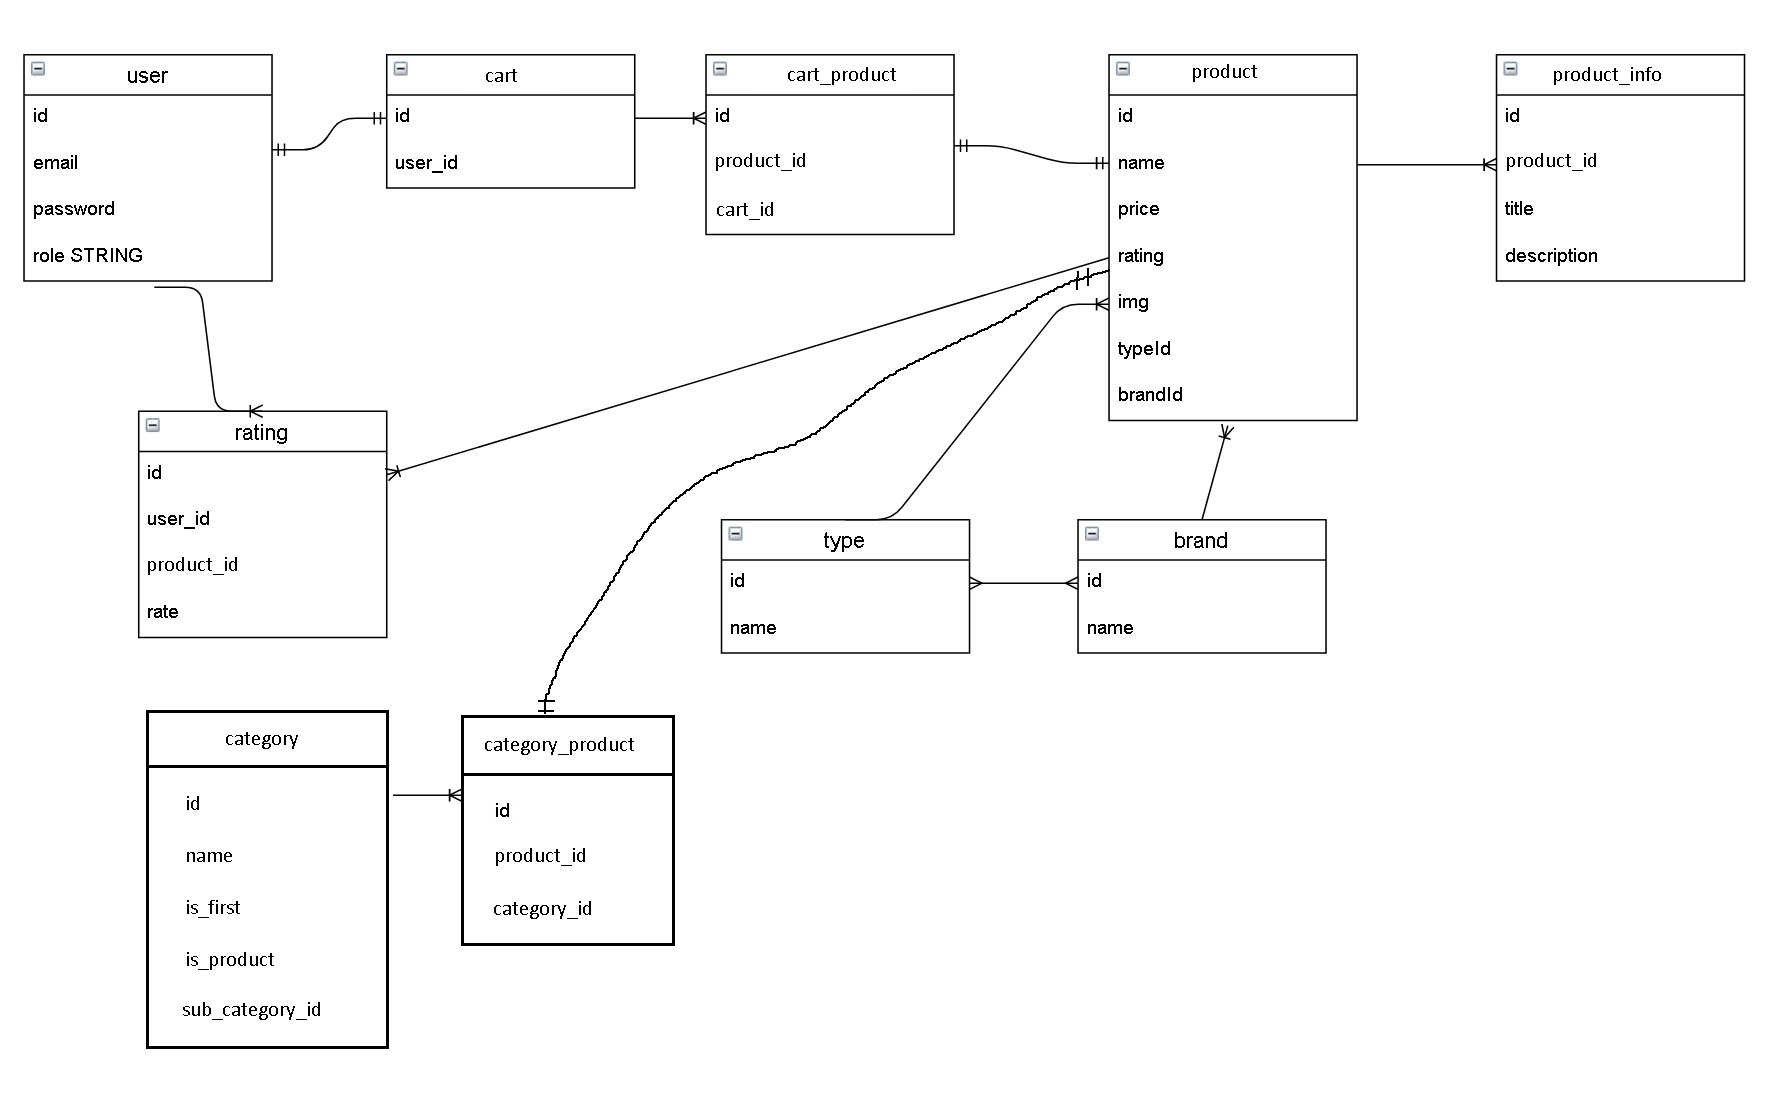 user
id
email
password
role STRING
cart
id
user_id
cart_product
id
product_id
cart_id
product
id
name
price
rating
img
typeId
brandId
product_info
id
product_id
title
description
rating
id
user_id
product_id
rate
type
id
name
brand
id
name
category
id
name
is_first
is_product
sub_category_id
category_product
id
product_id
category_id